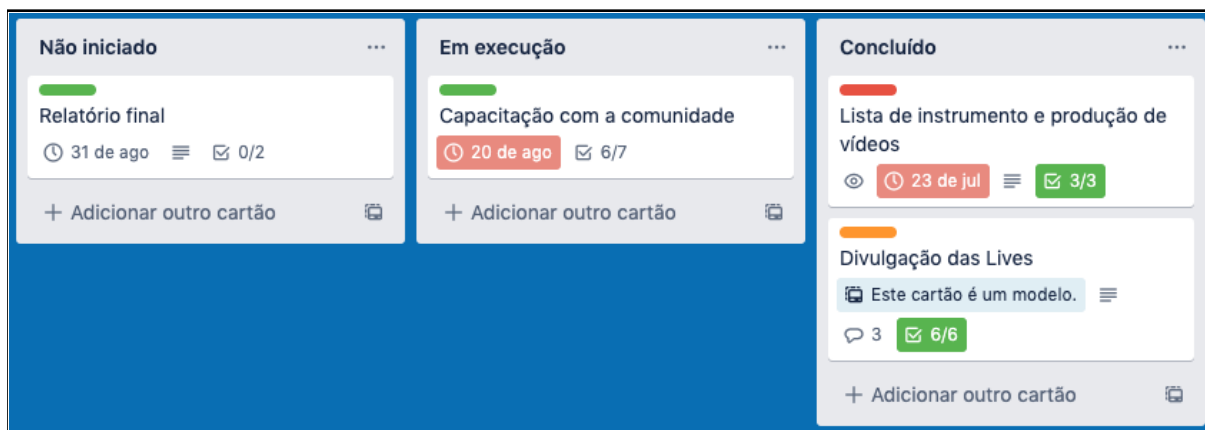 Não iniciado
Relatório final
31 de ago 0/2
+ Adicionar outro cartão
Em execução
Capacitação com a comunidade
20 de ago 6/7
+ Adicionar outro cartão
Concluído
Lista de instrumento e produção de
vídeos
23 de jul 3/3
Divulgação das Lives
Este cartão é um modelo.
3 6/6
+ Adicionar outro cartão